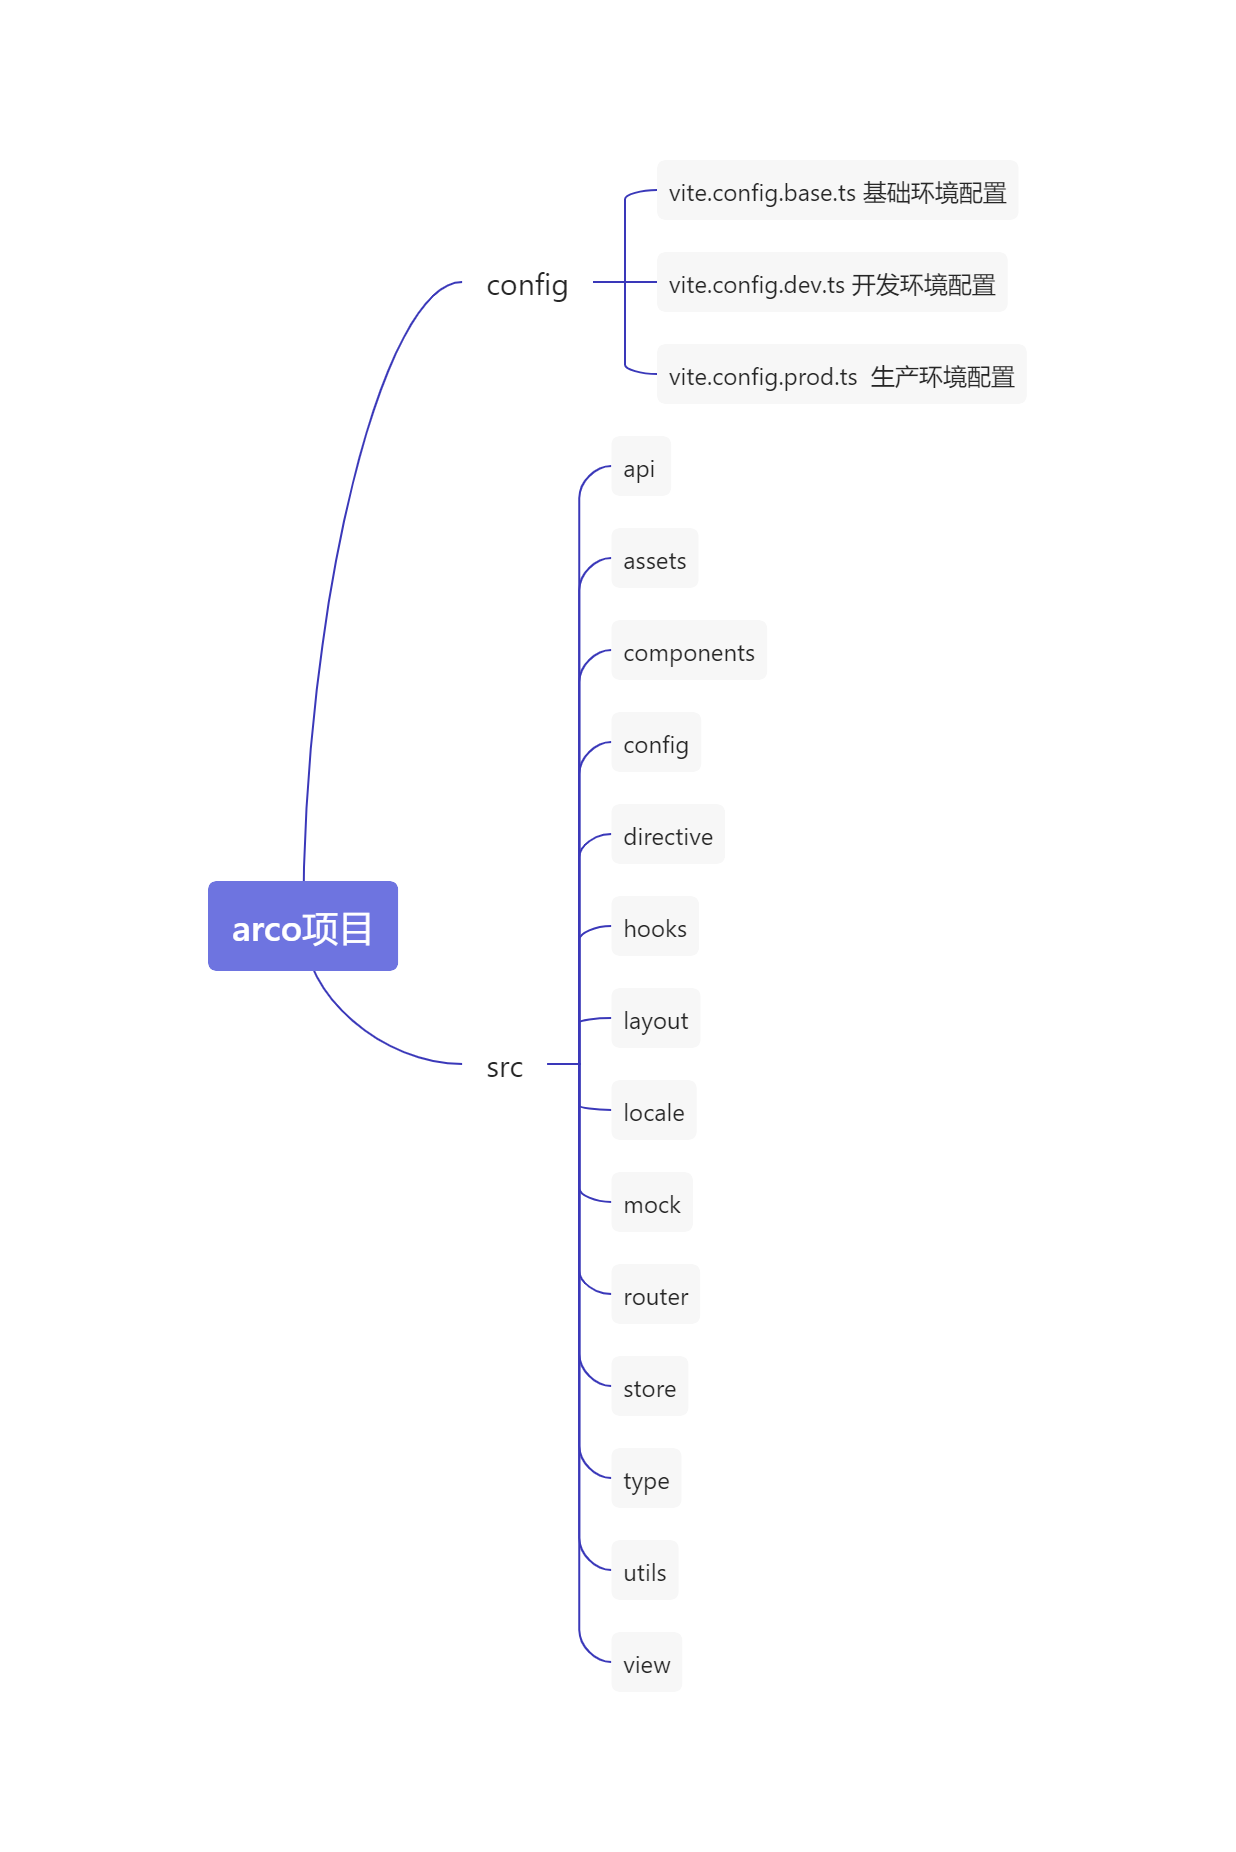 vite.config.base.ts 基础环境配置
config
vite.config.dev.ts 开发环境配置
vite.config.prod.ts  生产环境配置
api
assets
components
config
directive
hooks
arco项目
layout
src
locale
mock
router
store
type
utils
view